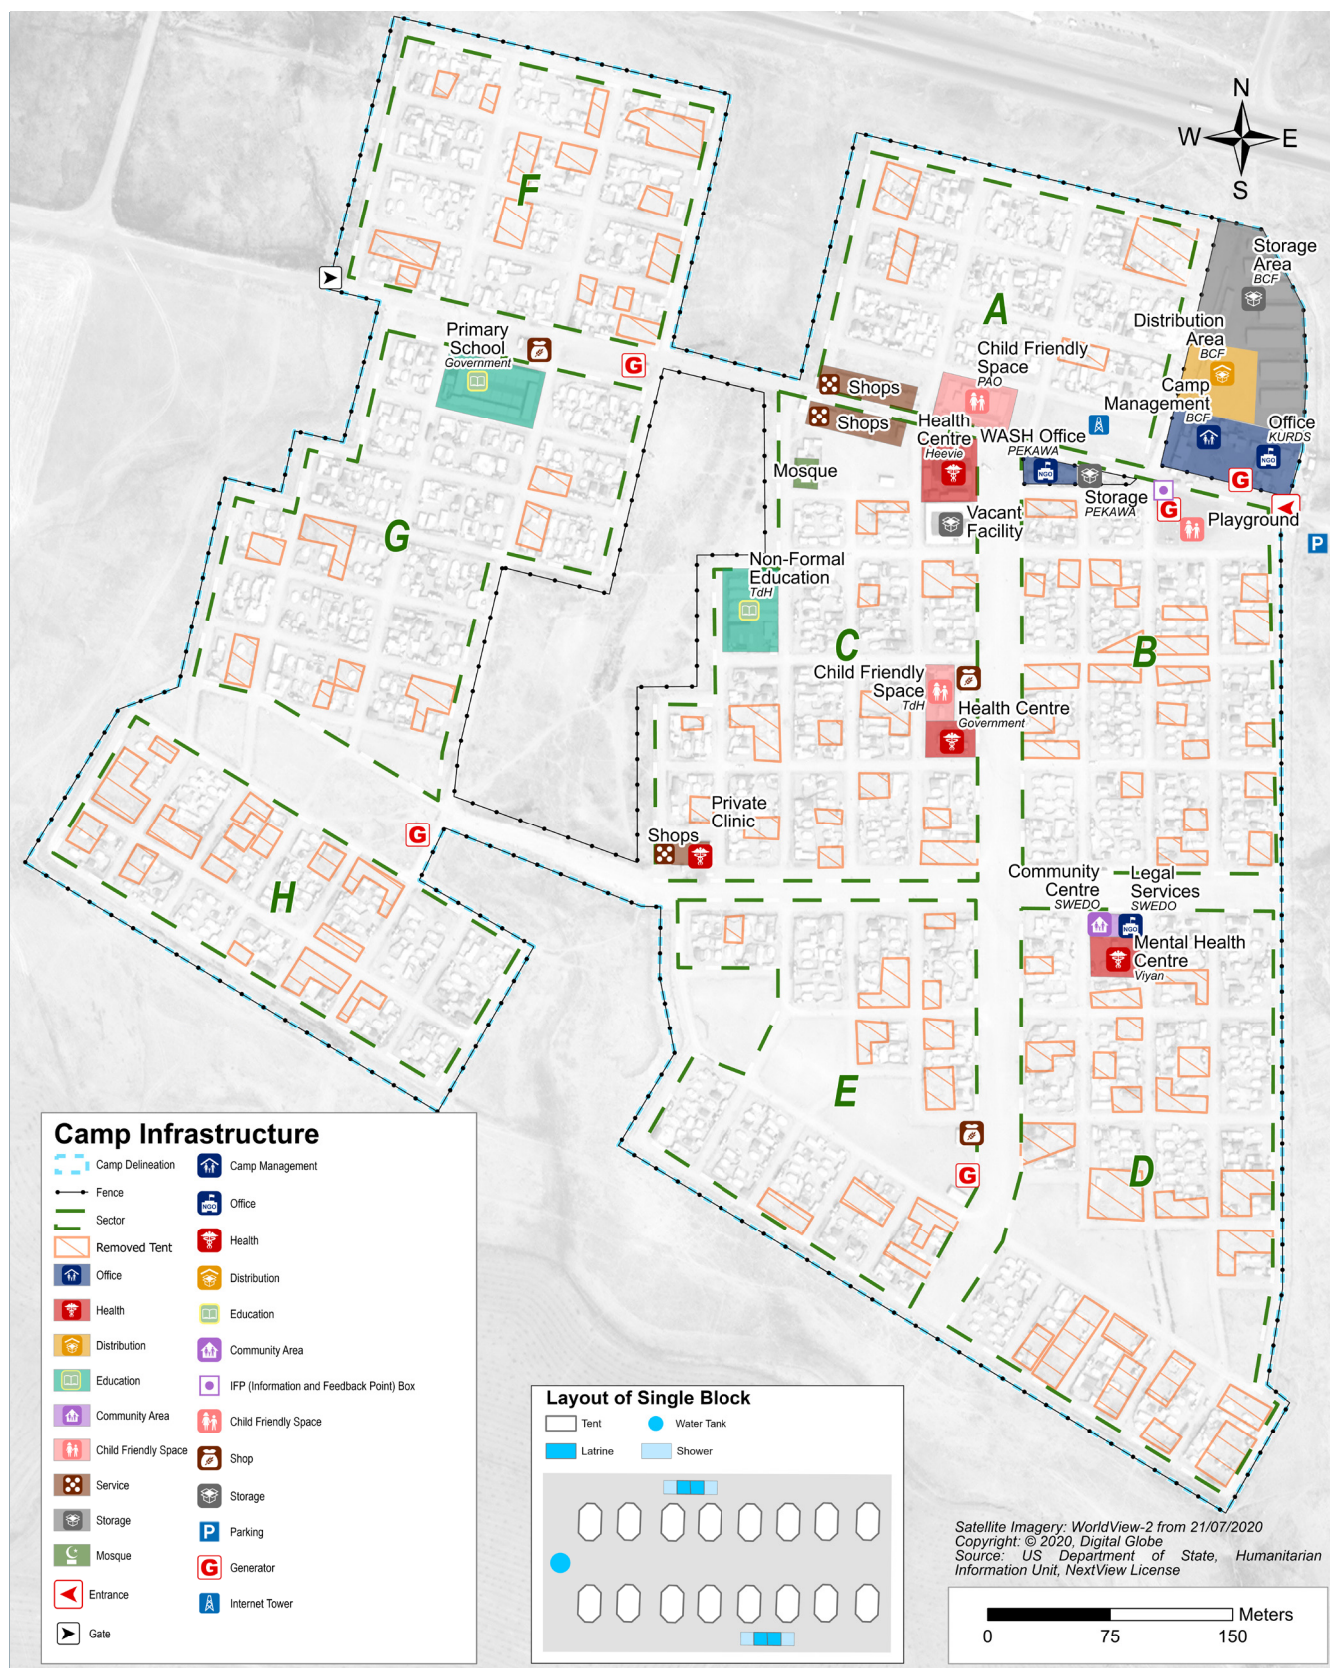 N
W
E
S
F
A
Storage
Area
BCF
Distribution
Area
BCF
Primary
School
Government
G
Child Friendly
Space
PAO
Camp
Management
BCF
Shops
Shops
Office
KURDS
Health
Centre
Heevie
WASH Office
PEKAWA
NGO
NGO
Mosque
G
Storage
PEKAWA
G
Playground
Vacant
Facility
P
G
Non-Formal
Education
TdH
C
B
Child Friendly
Space
TdH
Health Centre
Government
Private
Clinic
Shops
G
H
Community
Centre
SWEDO
Legal
Services
SWEDO
NGO
Mental Health
Centre
Viyan
E
D
G
Camp Infrastructure
Camp Delineation
Fence
Sector
Removed Tent
Office
Health
Distribution
Education
Community Area
Child Friendly Space
Service
Storage
Mosque
Entrance
Gate
Camp Management
NGO
Office
Health
Distribution
Education
Community Area
IFP (Information and Feedback Point) Box
Child Friendly Space
Shop
Storage
P
Parking
G
Generator
Internet Tower
Layout of Single Block
Tent
Water Tank
Latrine
Shower
Satellite Imagery: WorldView-2 from 21/07/2020
Copyright: © 2020, Digital Globe
Source: US Department of State, Humanitarian
Information Unit, NextView License
Meters
0
75
150